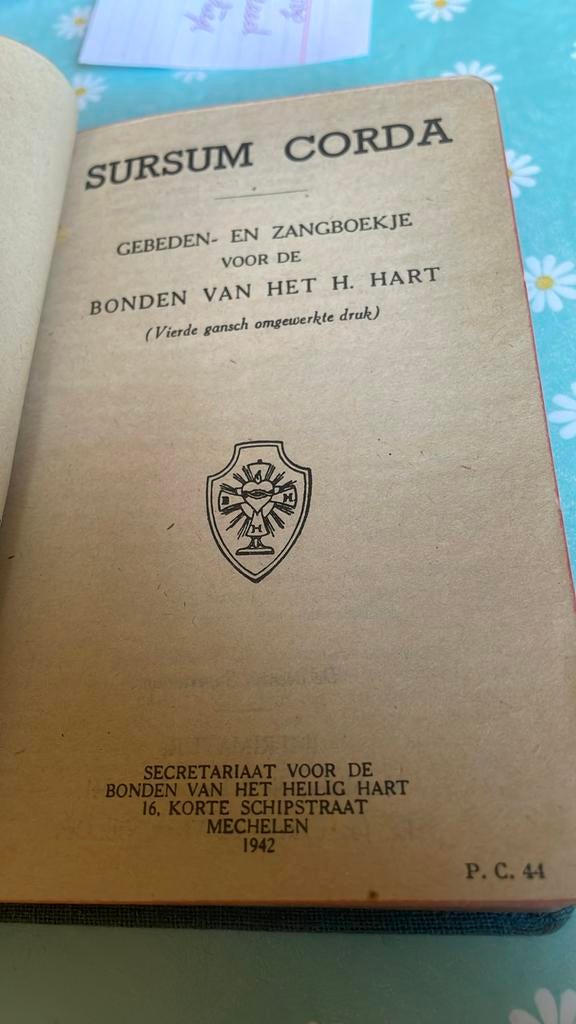 SURSUM CORDA
GEBEDEN- EN ZANGBOEKJE
VOOR DE
BONDEN VAN HET H. HART
(Vierde gansch omgewerkte druk)
B H
H
SECRETARIAAT VOOR DE
BONDEN VAN HET HEILIG HART
16, KORTE SCHIPSTRAAT
MECHELEN
1942
P. C. 44